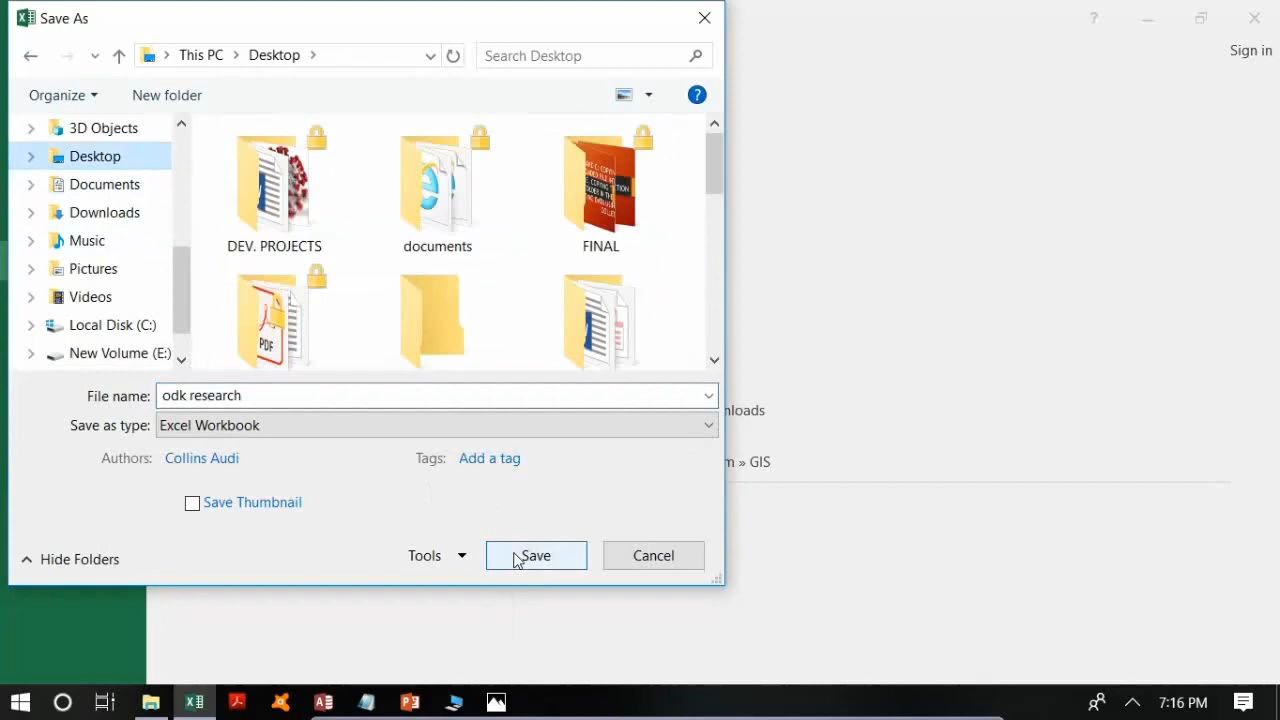 Save As
Sign in
This PC
Desktop
Search Desktop
Organize
New folder
3D Objects
Desktop
Documents
Downloads
Music
Pictures
Videos
Local Disk (C:)
New Volume (E:)
DEV. PROJECTS
documents
FINAL
PDF
File name: odk research
nloads
Save as type: Excel Workbook
Authors: Collins Audi
Tags: Add a tag
m » GIS
Save Thumbnail
Hide Folders
Tools
Save
Cancel
7:16 PM